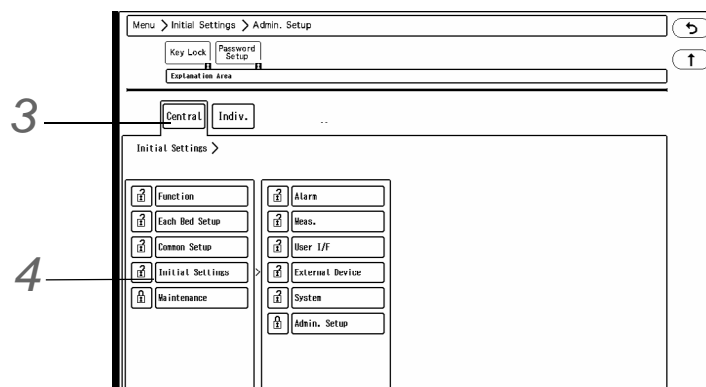 Menu > Initial Settings > Admin. Setup
Key Lock
Password
Setup
Explanation Area
3
Central
Indiv.
--
Initial Settings >
Function
Each Bed Setup
Common Setup
4
Initial Settings >
Maintenance
Alarm
Meas.
User I/F
External Device
System
Admin. Setup